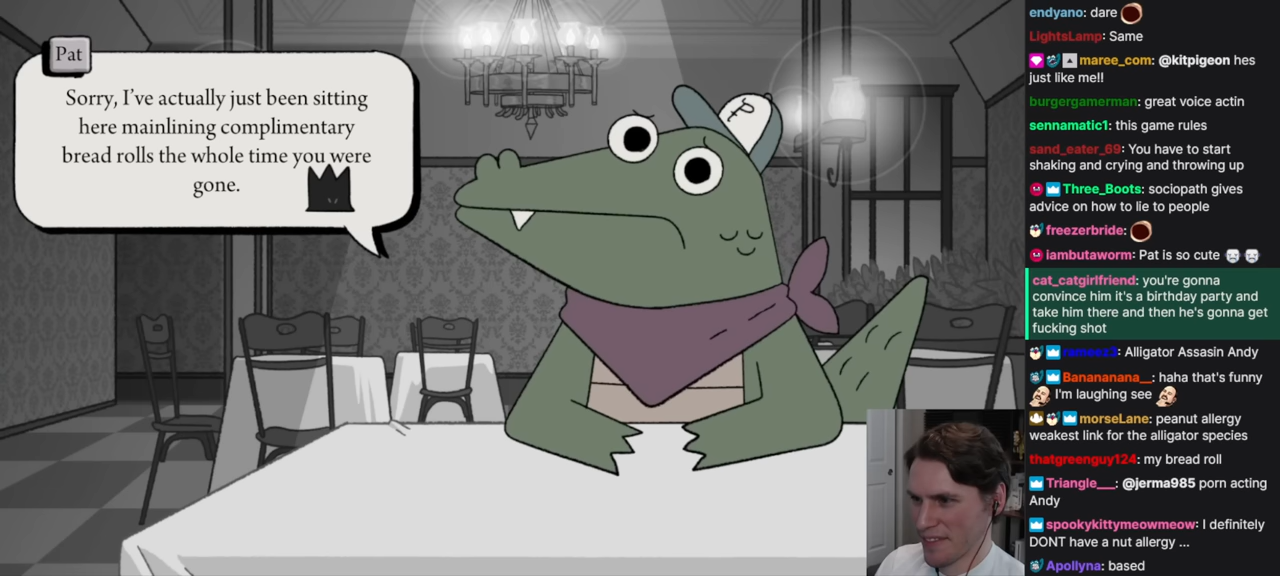 Pat
Sorry, I've actually just been sitting
here mainlining complimentary
bread rolls the whole time you were
gone.
P
endyano: dare
LightsLamp: Same
maree_com: @kitpigeon hes
just like me!!
burgergamerman: great voice actin
sennamatic1: this game rules
sand_eater_69: You have to start
shaking and crying and throwing up
Three_Boots: sociopath gives
advice on how to lie to people
freezerbride:
iambutaworm: Pat is so cute
cat_catgirlfriend: you're gonna
convince him it's a birthday party and
take him there and then he's gonna get
fucking shot
: Alligator Assasin Andy
Banananana__: haha that's funny
I'm laughing see
morseLane: peanut allergy
weakest link for the alligator species
thatgreenguy124: my bread roll
Triangle___: @jerma985 porn acting
Andy
spookykittymeowmeow: I definitely
DONT have a nut allergy ...
Apollyna: based